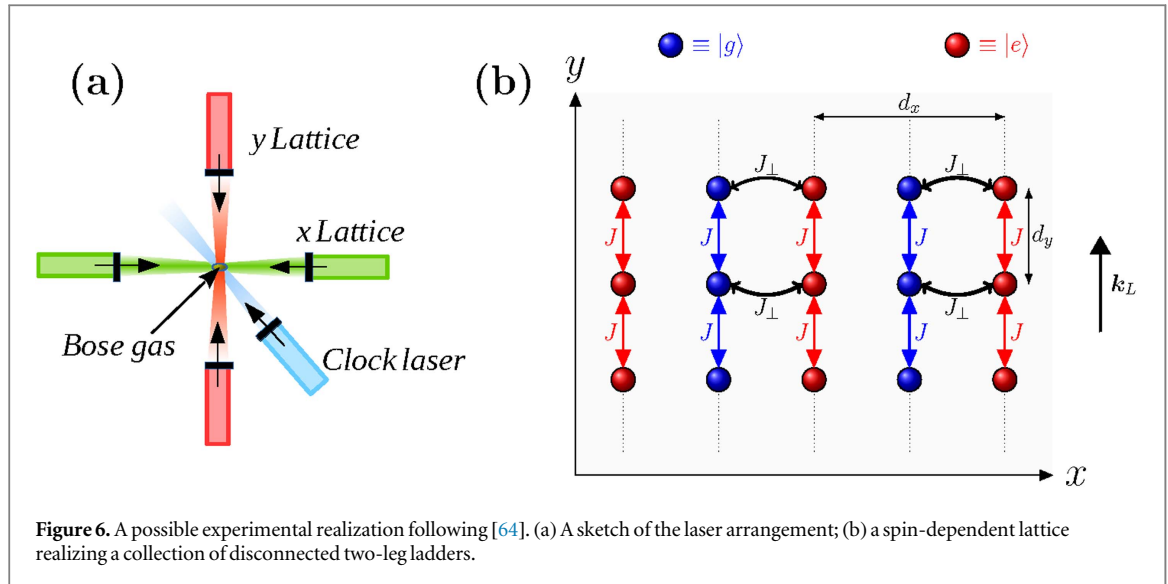 (a)
y Lattice
x Lattice
Bose gas
Clock laser
(b)
≡ |g⟩
≡ |e⟩
y
d_x
J_⊥
J_⊥
J
J
J
J
J
d_y
J_⊥
J_⊥
k_L
J
J
J
J
J
x
Figure 6. A possible experimental realization following [64]. (a) A sketch of the laser arrangement; (b) a spin-dependent lattice
realizing a collection of disconnected two-leg ladders.